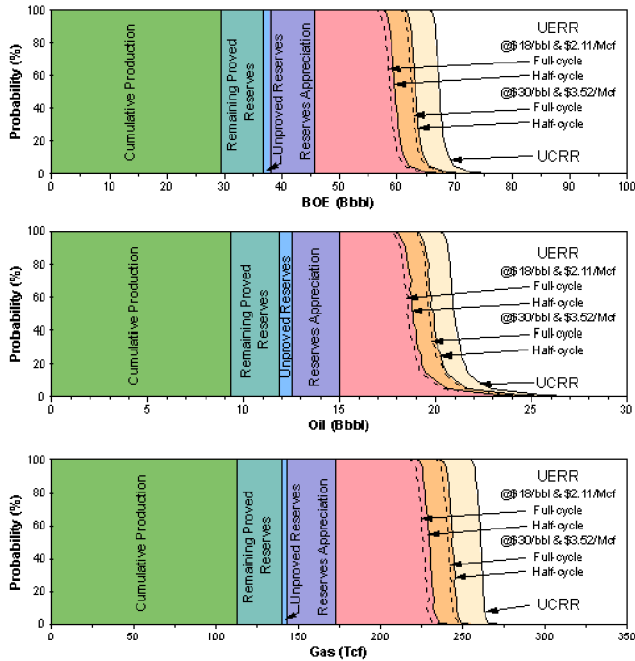 Probability (%)
100
80
60
40
20
0
Cumulative Production
Remaining Proved
Reserves
Unproved Reserves
Reserves Appreciation
UERR
@$18/bbl & $2.11/Mcf
Full-cycle
Half-cycle
@$30/bbl & $3.52/Mcf
Full-cycle
Half-cycle
UCRR
0 10 20 30 40 50 60 70 80 90 100
BOE (Bbbl)
Probability (%)
100
80
60
40
20
0
Cumulative Production
Remaining Proved
Reserves
Unproved Reserves
Reserves Appreciation
UERR
@$18/bbl & $2.11/Mcf
Full-cycle
Half-cycle
@$30/bbl & $3.52/Mcf
Full-cycle
Half-cycle
UCRR
0 5 10 15 20 30
Oil (Bbbl)
Probability (%)
100
80
60
40
20
0
Cumulative Production
Remaining Proved
Reserves
Unproved Reserves
Reserves Appreciation
UERR
@$18/bbl & $2.11/Mcf
Full-cycle
Half-cycle
@$30/bbl & $3.52/Mcf
Full-cycle
Half-cycle
UCRR
0 50 100 150 200 250 300 350
Gas (Tcf)